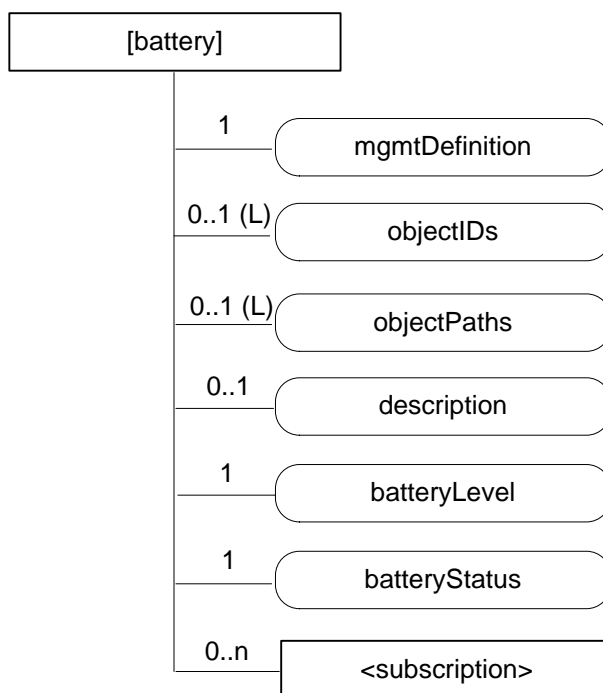 [battery]
1
mgmtDefinition
0..1 (L)
objectIDs
0..1 (L)
objectPaths
0..1
description
1
batteryLevel
1
batteryStatus
0..n
<subscription>